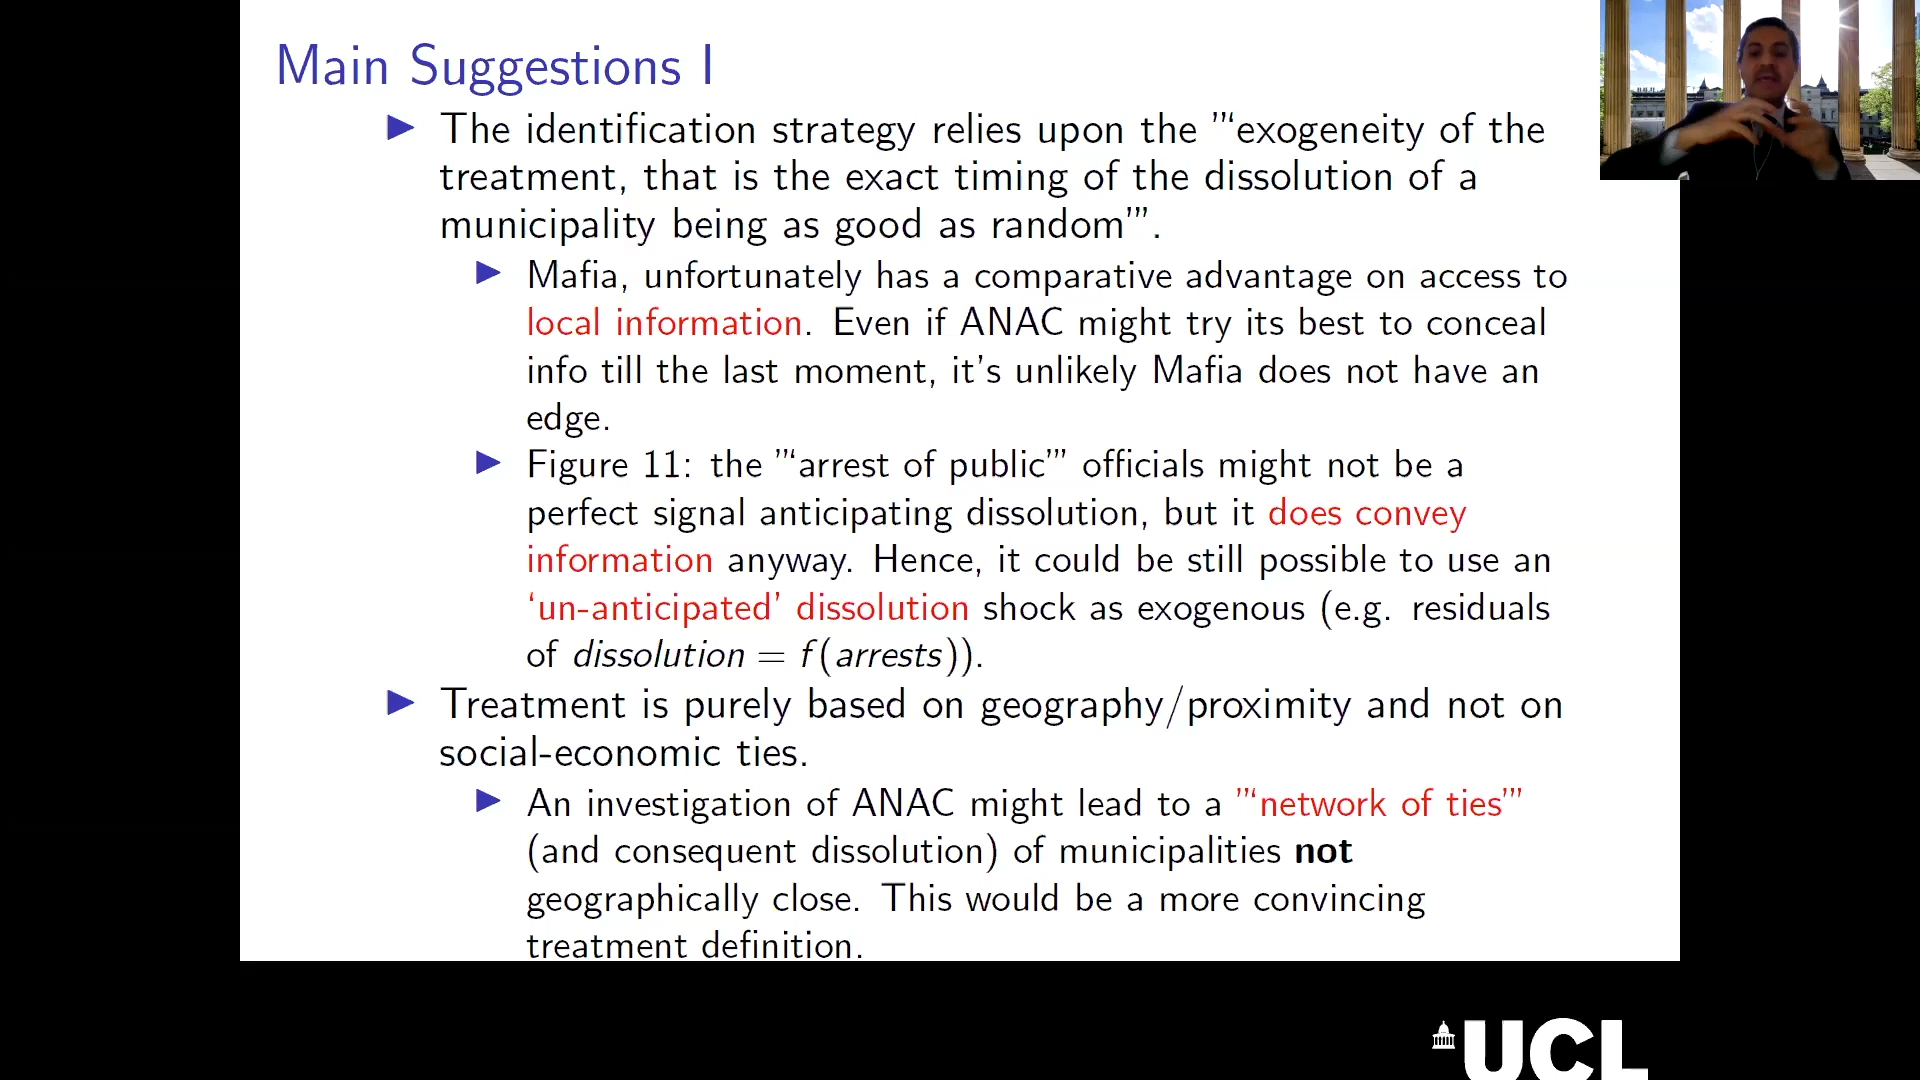 Main Suggestions I
The identification strategy relies upon the "'exogeneity of the
treatment, that is the exact timing of the dissolution of a
municipality being as good as random"'.
Mafia, unfortunately has a comparative advantage on access to
local information. Even if ANAC might try its best to conceal
info till the last moment, it's unlikely Mafia does not have an
edge.
Figure 11: the "'arrest of public"' officials might not be a
perfect signal anticipating dissolution, but it does convey
information anyway. Hence, it could be still possible to use an
'un-anticipated' dissolution shock as exogenous (e.g. residuals
of dissolution = f(arrests)).
Treatment is purely based on geography/proximity and not on
social-economic ties.
An investigation of ANAC might lead to a "'network of ties"'
(and consequent dissolution) of municipalities not
geographically close. This would be a more convincing
treatment definition.
UCL